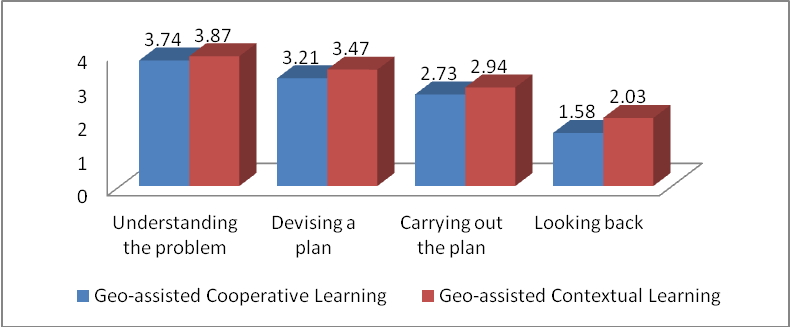 3.74 3.87
3.21 3.47
2.73 2.94
1.58 2.03
4
3
2
1
0
Understanding the problem
Devising a plan
Carrying out the plan
Looking back
Geo-assisted Cooperative Learning
Geo-assisted Contextual Learning